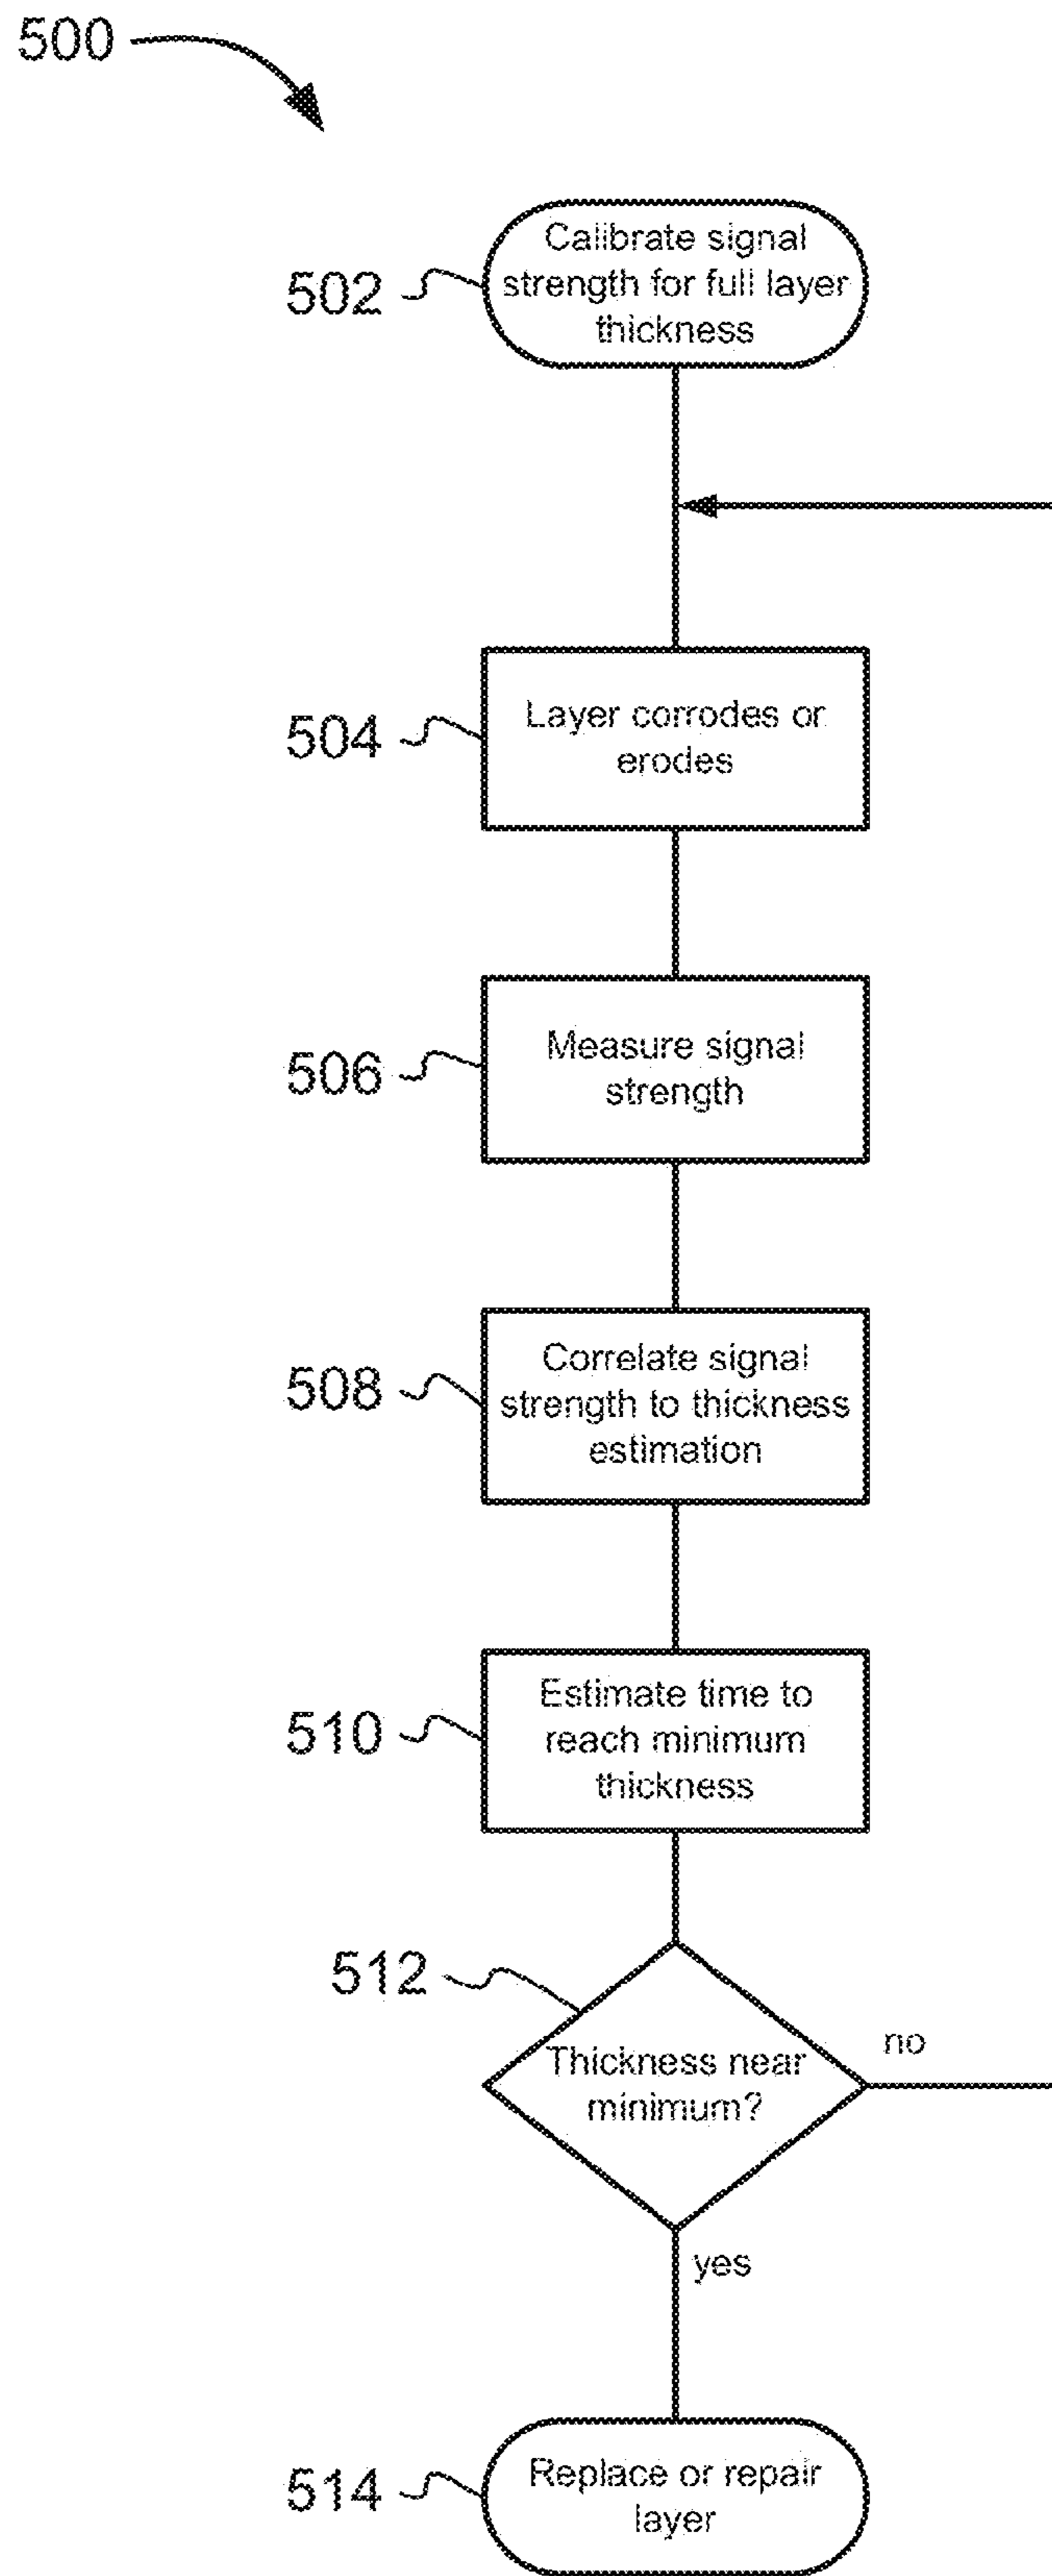 500
502
Calibrate signal
strength for full layer
thickness
504
Layer corrodes or
erodes
506
Measure signal
strength
508
Correlate signal
strength to thickness
estimation
510
Estimate time to
reach minimum
thickness
512
Thickness near
minimum?
no
yes
514
Replace or repair
layer